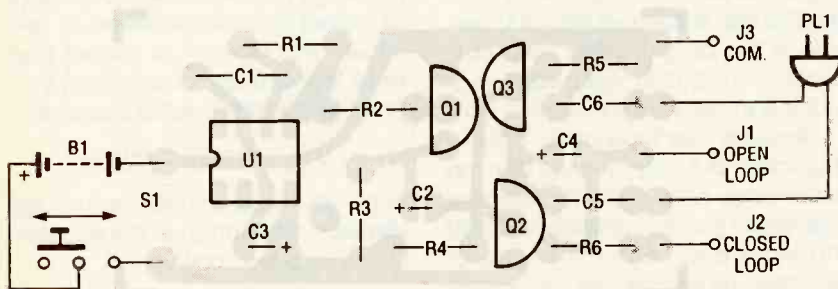 PL1
J3
COM.
R1
C1
R5
Q3
Q1
R2
C6
B1
U1
C4
J1
OPEN
LOOP
+
+
S1
C2
R3
+
C5
Q2
J2
CLOSED
LOOP
C3
+
R4
R6